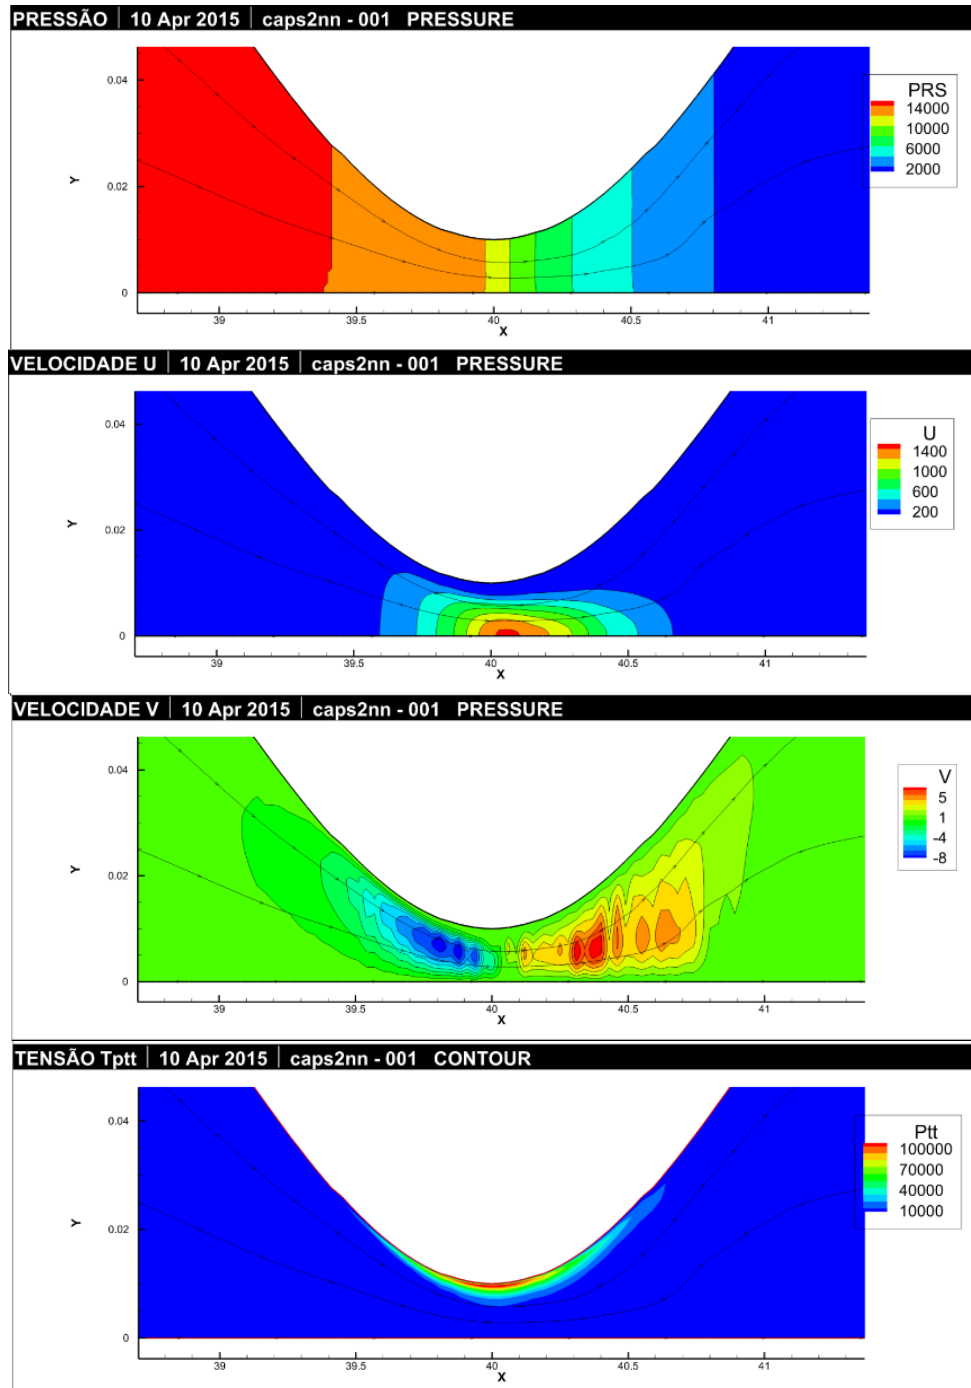 PRESSÃO | 10 Apr 2015 | caps2nn - 001 PRESSURE
0.04
PRS
14000
10000
6000
2000
Y
0.02
0
39 39.5 40 40.5 41
X
VELOCIDADE U | 10 Apr 2015 | caps2nn - 001 PRESSURE
0.04
U
1400
1000
600
200
Y
0.02
0
39 39.5 40 40.5 41
X
VELOCIDADE V | 10 Apr 2015 | caps2nn - 001 PRESSURE
0.04
V
5
1
-4
-8
Y
0.02
0
39 39.5 40 40.5 41
X
TENSÃO Tptt | 10 Apr 2015 | caps2nn - 001 CONTOUR
0.04
Ptt
100000
70000
40000
10000
Y
0.02
0
39 39.5 40 40.5 41
X